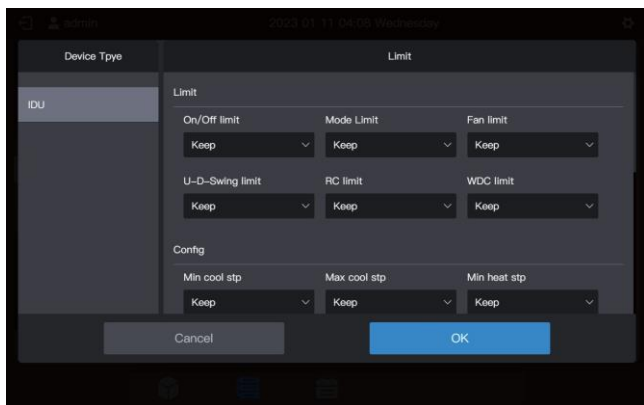 admin 2023 01 11 04:08 Wednesday
Device Tpye
Limit
IDU
Limit
On/Off limit Mode Limit Fan limit
Keep Keep Keep
U-D-Swing limit RC limit WDC limit
Keep Keep Keep
Config
Min cool stp Max cool stp Min heat stp
Keep Keep Keep
Cancel OK